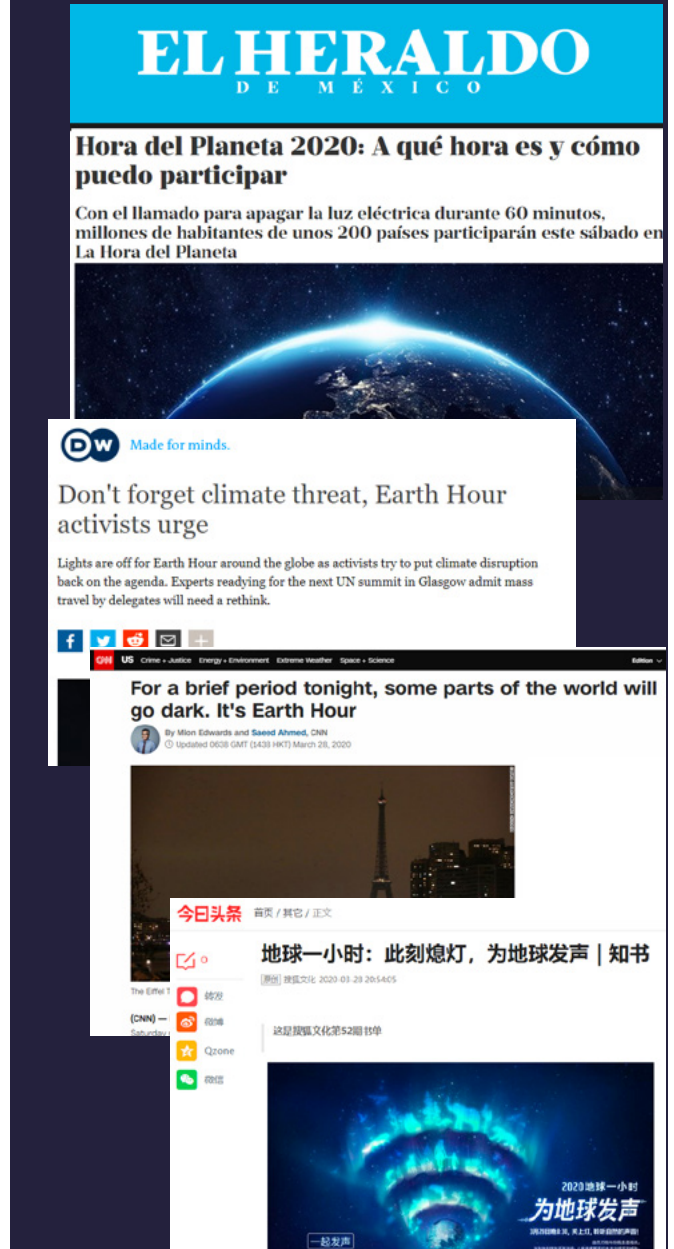 EL HERALDO
DE MÉXICO
Hora del Planeta 2020: A qué hora es y cómo
puedo participar
Con el llamado para apagar la luz eléctrica durante 60 minutos,
millones de habitantes de unos 200 países participarán este sábado en
La Hora del Planeta
DW Made for minds.
Don't forget climate threat, Earth Hour
activists urge
Lights are off for Earth Hour around the globe as activists try to put climate disruption
back on the agenda. Experts readying for the next UN summit in Glasgow admit mass
travel by delegates will need a rethink.
CNN US Crime + Justice Energy + Environment Extreme Weather Space + Science Edition
For a brief period tonight, some parts of the world will
go dark. It's Earth Hour
By Mion Edwards and Saeed Ahmed, CNN
Updated 0638 GMT (1438 HKT) March 28, 2020
The Eiffel T
(CNN) —
Saturday
今日头条 首页 / 其它 / 正文
地球一小时：此刻熄灯，为地球发声 | 知书
0
原创 搜狐文化 2020-03-28 20:54:05
转发
微博
这是搜狐文化第52期书单
Qzone
微信
2020地球一小时
为地球发声
一起发声